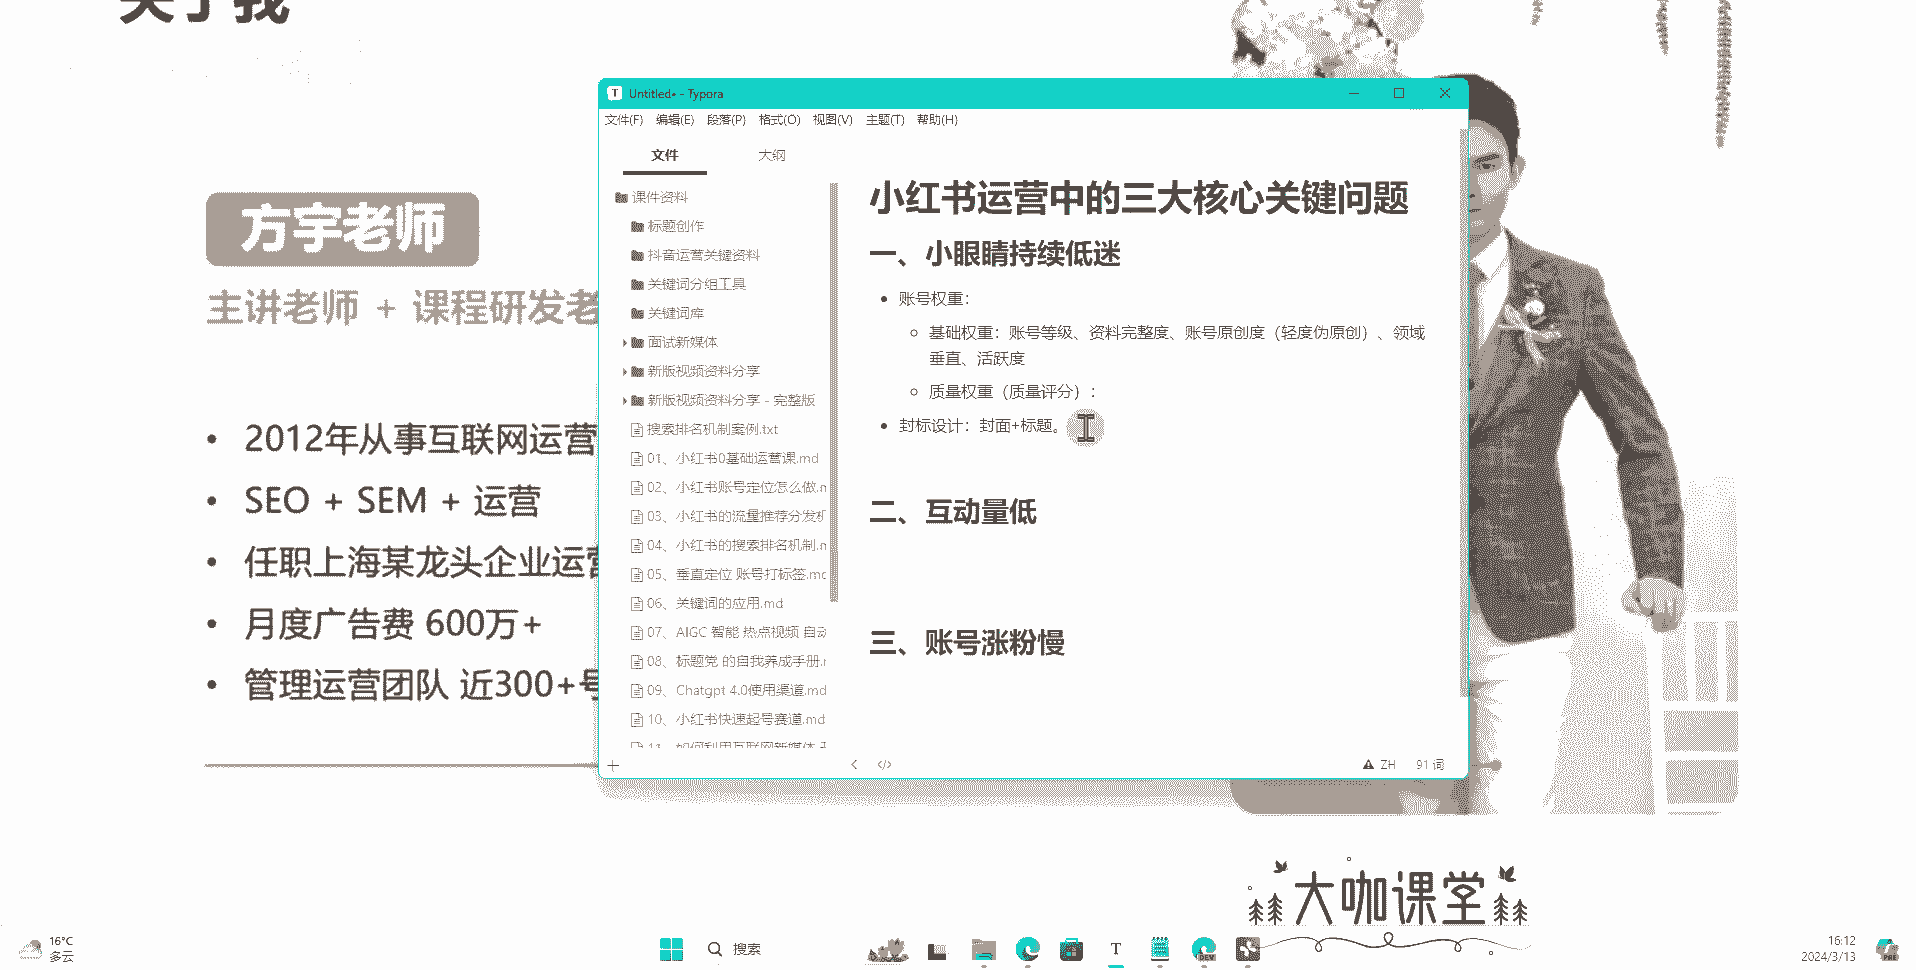 关于我
方宇老师
主讲老师 + 课程研发老
2012年从事互联网运营
SEO + SEM + 运营
任职上海某龙头企业运营
月度广告费 600万+
管理运营团队 近300+号
Untitled• - Typora
文件(F) 编辑(E) 段落(P) 格式(O) 视图(V) 主题(T) 帮助(H)
文件 大纲
课件资料
标题创作
抖音运营关键资料
关键词分组工具
关键词库
面试新媒体
新版视频资料分享
新版视频资料分享 - 完整版
搜索排名机制案例.txt
01、小红书0基础运营课.md
02、小红书账号定位怎么做.m
03、小红书的流量推荐分发机
04、小红书的搜索排名机制.m
05、垂直定位 账号打标签.md
06、关键词的应用.md
07、AIGC 智能 热点视频 自动
08、标题党 的自我养成手册.m
09、Chatgpt 4.0使用渠道.md
10、小红书快速起号赛道.md
11、如何利用互联网新媒体
小红书运营中的三大核心关键问题
一、小眼睛持续低迷
账号权重：
基础权重：账号等级、资料完整度、账号原创度（轻度伪原创）、领域
垂直、活跃度
质量权重（质量评分）：
封标设计：封面+标题。
二、互动量低
三、账号涨粉慢
ZH 91 词
大咖课堂
16°C
多云
搜索
T
DEV
PRE
16:12
2024/3/13